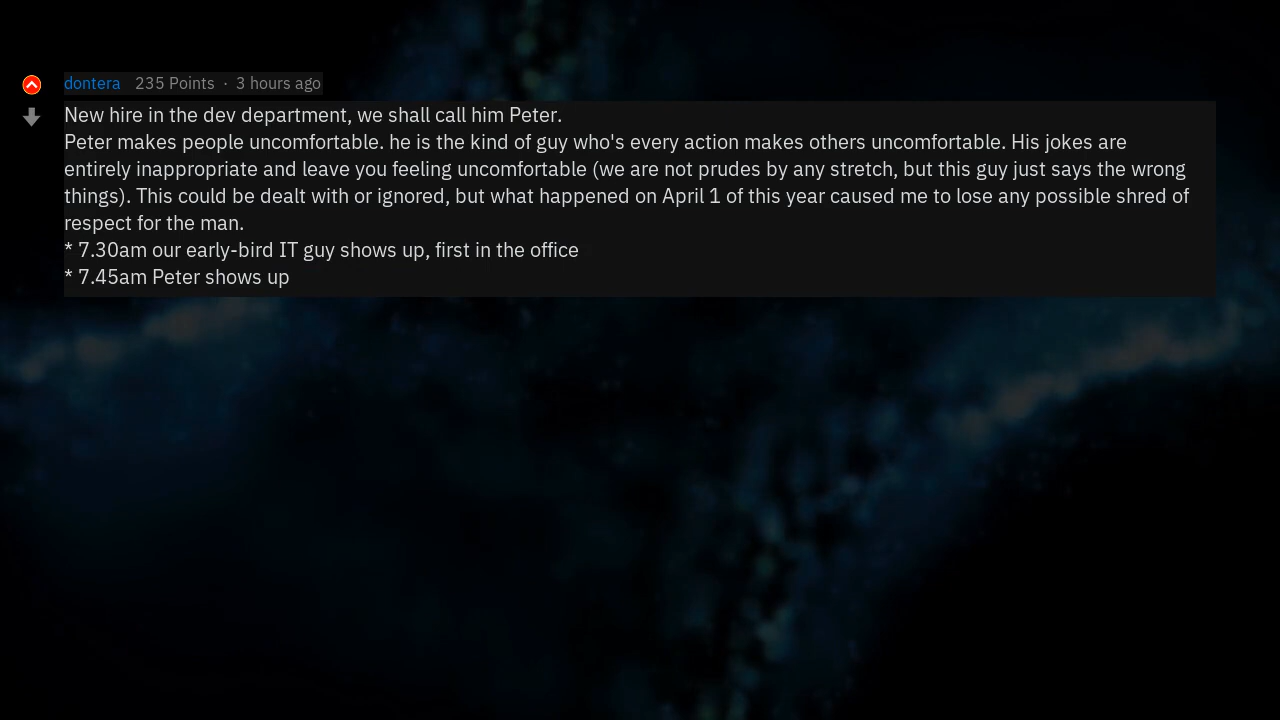 dontera 235 Points · 3 hours ago
New hire in the dev department, we shall call him Peter.
Peter makes people uncomfortable. he is the kind of guy who's every action makes others uncomfortable. His jokes are
entirely inappropriate and leave you feeling uncomfortable (we are not prudes by any stretch, but this guy just says the wrong
things). This could be dealt with or ignored, but what happened on April 1 of this year caused me to lose any possible shred of
respect for the man.
* 7.30am our early-bird IT guy shows up, first in the office
* 7.45am Peter shows up